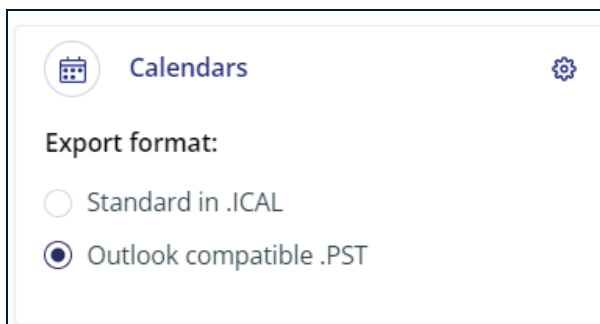 Calendars
Export format:
Standard in .ICAL
Outlook compatible .PST